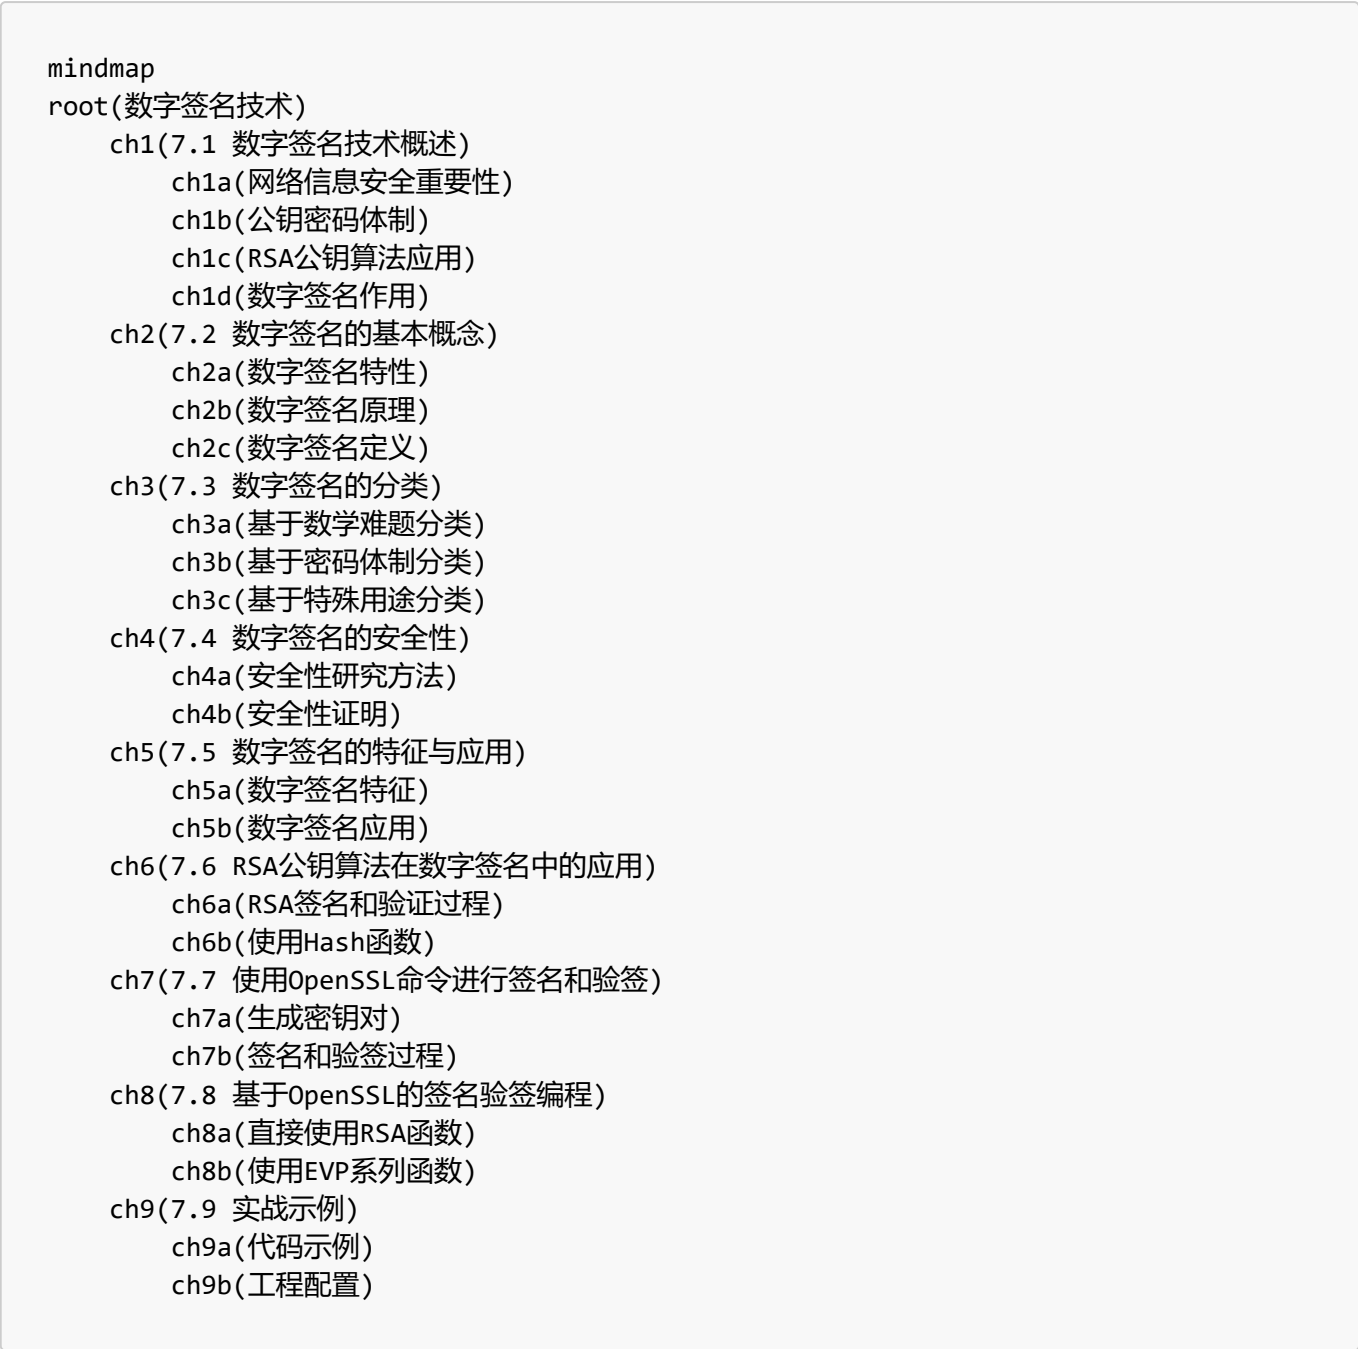 mindmap
root(数字签名技术)
    ch1(7.1 数字签名技术概述)
        ch1a(网络信息安全重要性)
        ch1b(公钥密码体制)
        ch1c(RSA公钥算法应用)
        ch1d(数字签名作用)
    ch2(7.2 数字签名的基本概念)
        ch2a(数字签名特性)
        ch2b(数字签名原理)
        ch2c(数字签名定义)
    ch3(7.3 数字签名的分类)
        ch3a(基于数学难题分类)
        ch3b(基于密码体制分类)
        ch3c(基于特殊用途分类)
    ch4(7.4 数字签名的安全性)
        ch4a(安全性研究方法)
        ch4b(安全性证明)
    ch5(7.5 数字签名的特征与应用)
        ch5a(数字签名特征)
        ch5b(数字签名应用)
    ch6(7.6 RSA公钥算法在数字签名中的应用)
        ch6a(RSA签名和验证过程)
        ch6b(使用Hash函数)
    ch7(7.7 使用OpenSSL命令进行签名和验签)
        ch7a(生成密钥对)
        ch7b(签名和验签过程)
    ch8(7.8 基于OpenSSL的签名验签编程)
        ch8a(直接使用RSA函数)
        ch8b(使用EVP系列函数)
    ch9(7.9 实战示例)
        ch9a(代码示例)
        ch9b(工程配置)